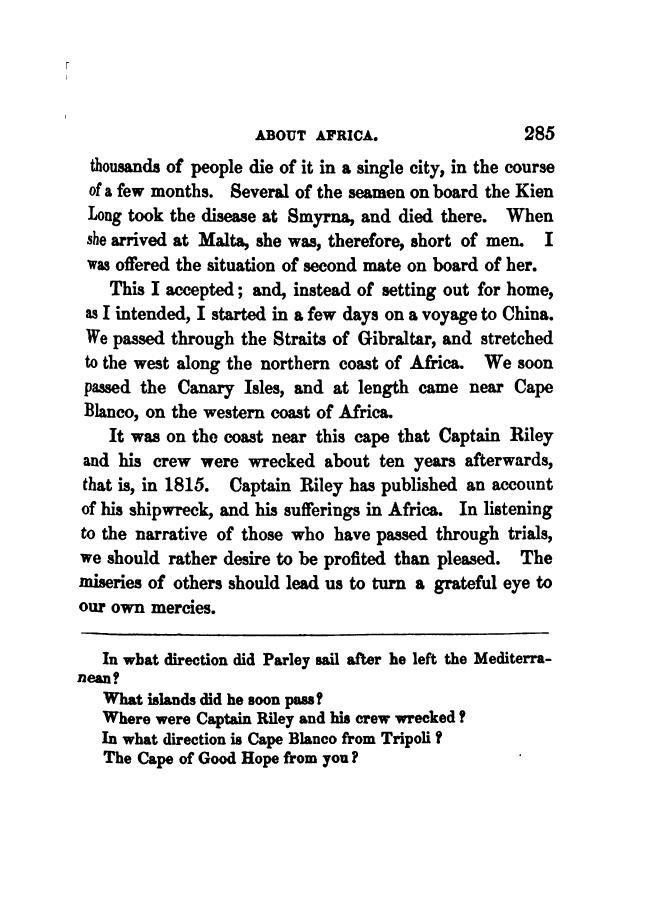 ABOUT AFRICA. 285
thousands of people die of it in a single city, in the course
of a few months. Several of the seamen on board the Kien
Long took the disease at Smyrna, and died there. When
she arrived at Malta, she was, therefore, short of men. I
was offered the situation of second mate on board of her.
This I accepted; and, instead of setting out for home,
as I intended, I started in a few days on a voyage to China.
We passed through the Straits of Gibraltar, and stretched
to the west along the northern coast of Africa. We soon
passed the Canary Isles, and at length came near Cape
Blanco, on the western coast of Africa.
It was on the coast near this cape that Captain Riley
and his crew were wrecked about ten years afterwards,
that is, in 1815. Captain Riley has published an account
of his shipwreck, and his sufferings in Africa. In listening
to the narrative of those who have passed through trials,
we should rather desire to be profited than pleased. The
miseries of others should lead us to turn a grateful eye to
our own mercies.
In what direction did Parley sail after he left the Mediterra-
nean?
What islands did he soon pass?
Where were Captain Riley and his crew wrecked?
In what direction is Cape Blanco from Tripoli?
The Cape of Good Hope from you?